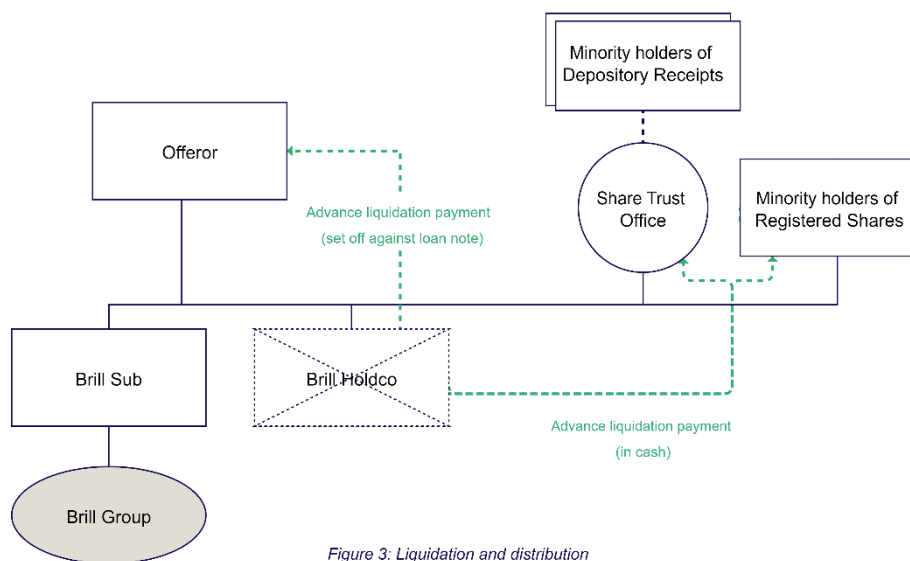 Minority holders of
Depository Receipts
Offeror
Share Trust
Office
Minority holders of
Registered Shares
Advance liquidation payment
(set off against loan note)
Brill Sub
Brill Holdco
Advance liquidation payment
(in cash)
Brill Group
Figure 3: Liquidation and distribution